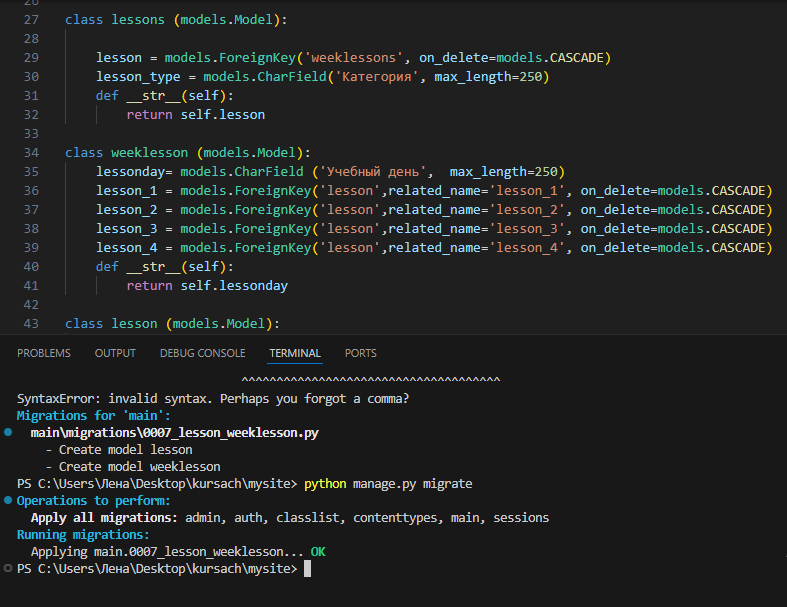 26
27 class lessons (models.Model):
28
29 lesson = models.ForeignKey('weeklessons', on_delete=models.CASCADE)
30 lesson_type = models.CharField('Категория', max_length=250)
31 def __str__(self):
32 return self.lesson
33
34 class weeklesson (models.Model):
35 lessonday= models.CharField ('Учебный день',  max_length=250)
36 lesson_1 = models.ForeignKey('lesson',related_name='lesson_1', on_delete=models.CASCADE)
37 lesson_2 = models.ForeignKey('lesson',related_name='lesson_2', on_delete=models.CASCADE)
38 lesson_3 = models.ForeignKey('lesson',related_name='lesson_3', on_delete=models.CASCADE)
39 lesson_4 = models.ForeignKey('lesson',related_name='lesson_4', on_delete=models.CASCADE)
40 def __str__(self):
41 return self.lessonday
42
43 class lesson (models.Model):
PROBLEMS OUTPUT DEBUG CONSOLE TERMINAL PORTS
^^^^^^^^^^^^^^^^^^^^^^^^^^^^^^^^^^^^^
SyntaxError: invalid syntax. Perhaps you forgot a comma?
Migrations for 'main':
main\migrations\0007_lesson_weeklesson.py
- Create model lesson
- Create model weeklesson
PS C:\Users\Лена\Desktop\kursach\mysite> python manage.py migrate
Operations to perform:
Apply all migrations: admin, auth, classlist, contenttypes, main, sessions
Running migrations:
Applying main.0007_lesson_weeklesson... OK
PS C:\Users\Лена\Desktop\kursach\mysite>